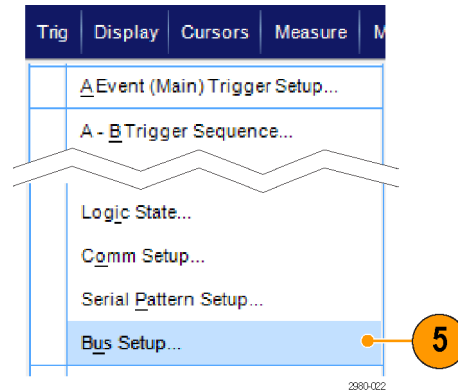 Trig Display Cursors Measure M
A Event (Main) Trigger Setup...
A - B Trigger Sequence...
Logic State...
Comm Setup...
Serial Pattern Setup...
Bus Setup...
5
2980-022